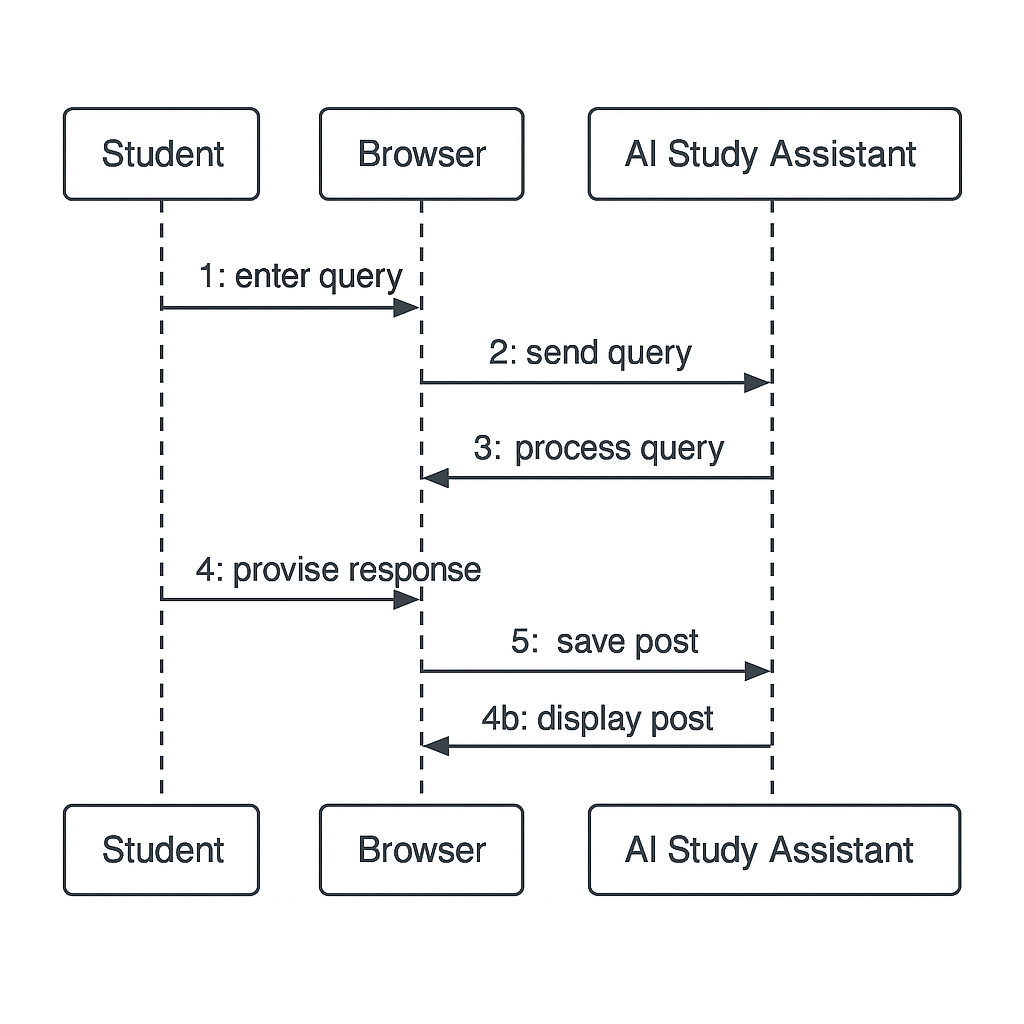 Student
Browser
AI Study Assistant
1: enter query
2: send query
3: process query
4: provise response
5: save post
4b: display post
Student
Browser
AI Study Assistant